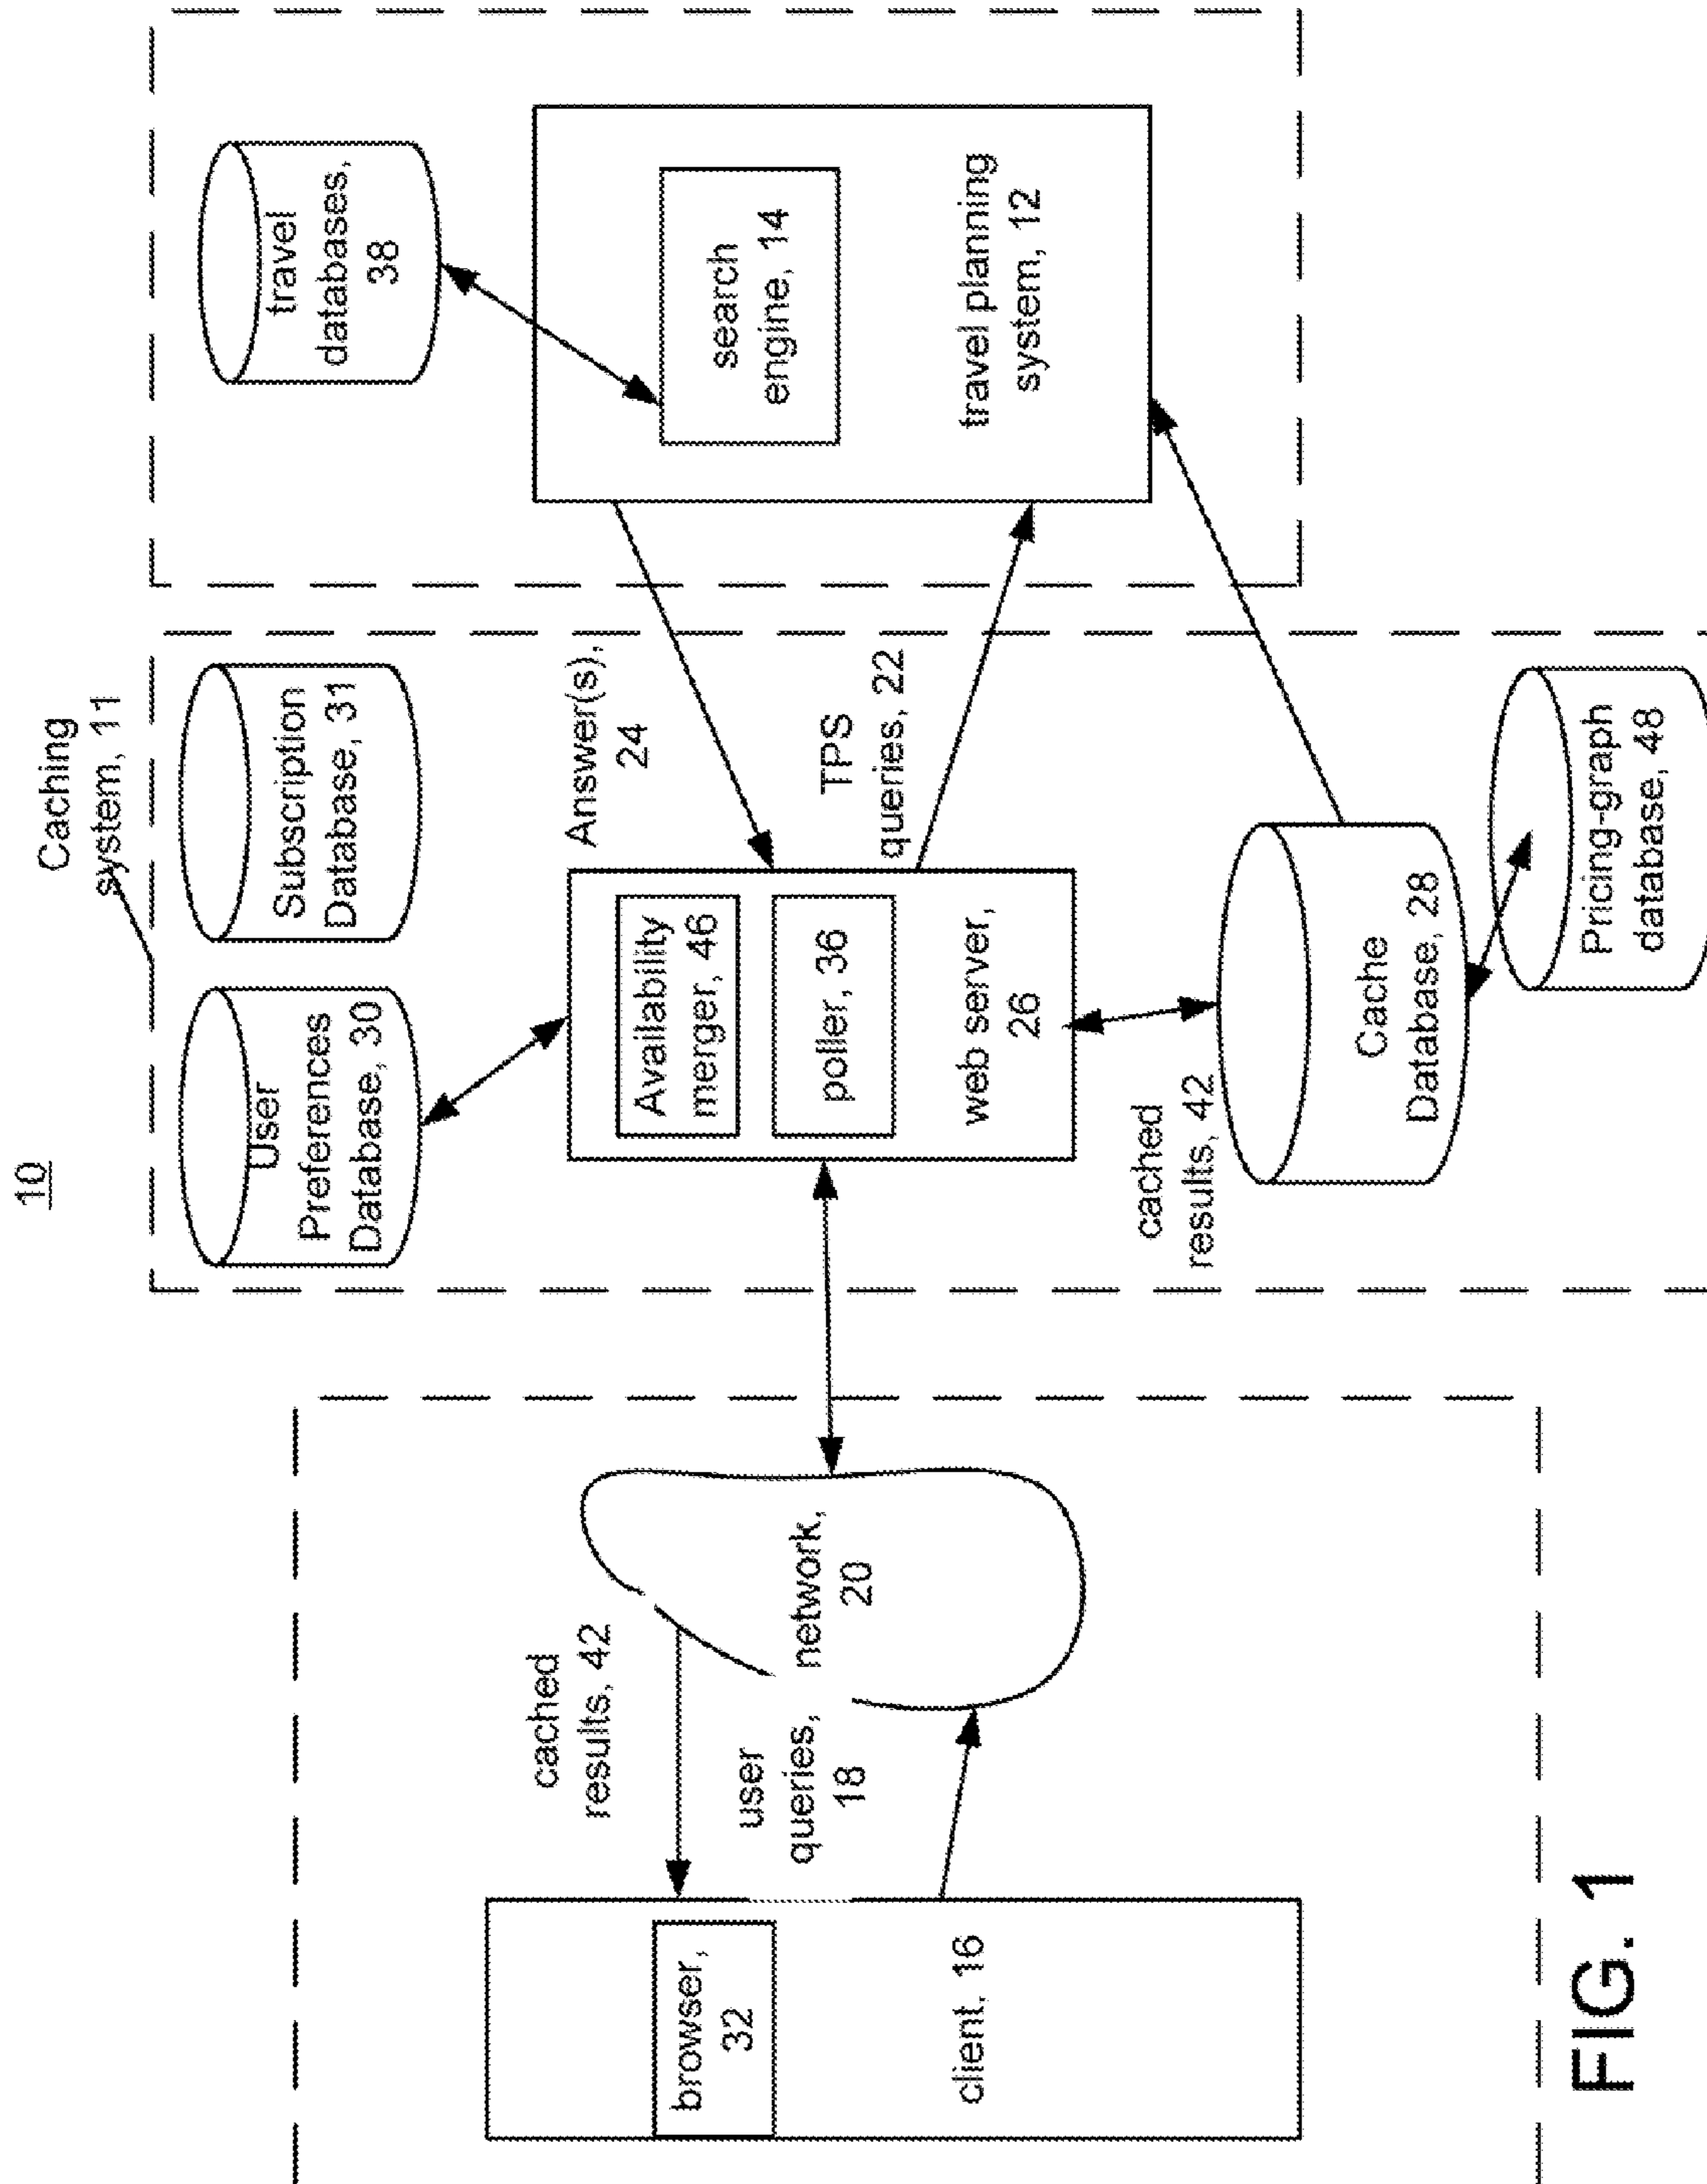 10
Caching
system, 11
User
Preferences
Database, 30
Subscription
Database, 31
travel
databases,
38
Answer(s),
24
Availability
merger, 46
poller, 36
web server,
26
TPS
queries, 22
search
engine, 14
travel planning
system, 12
cached
results, 42
browser,
32
user
queries,
18
network,
20
client, 16
cached
results, 42
Cache
Database, 28
Pricing-graph
database, 48
FIG. 1